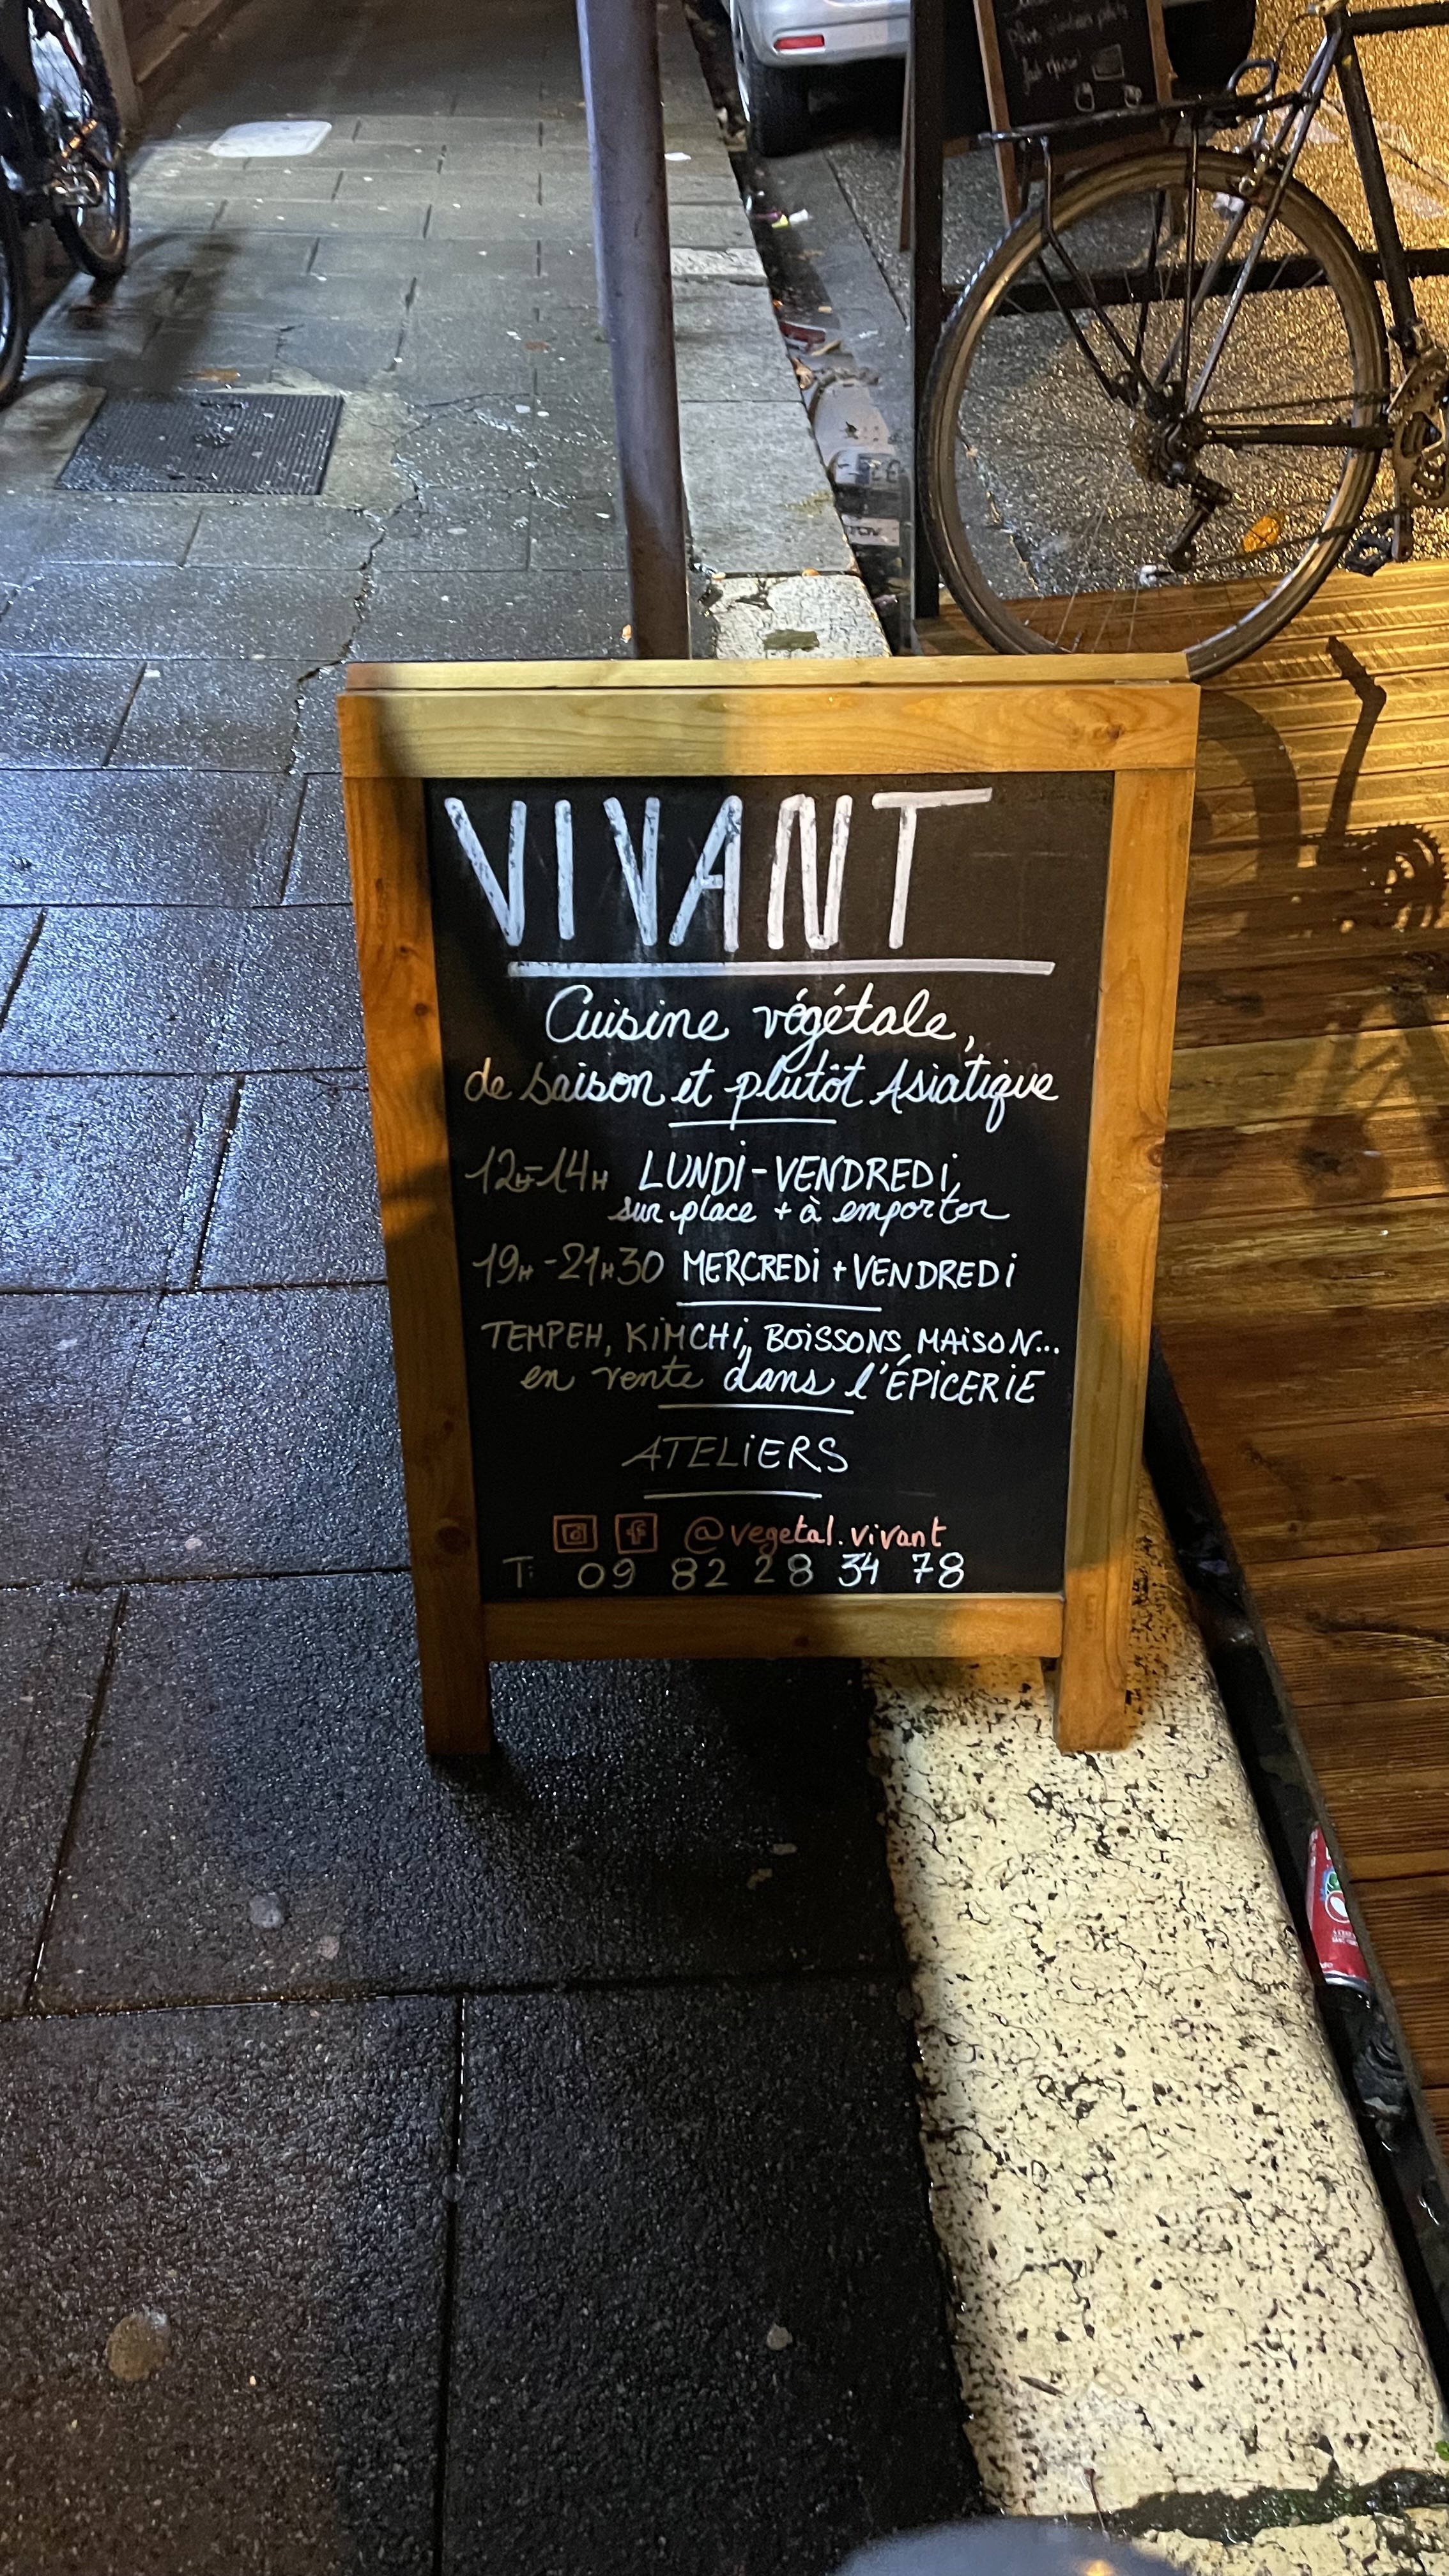 VIVANT
Cuisine végétale,
de saison et plutôt Asiatique
12H-14H LUNDI-VENDREDI
sur place + à emporter
19H-21H30 MERCREDI + VENDREDI
TEMPEH, KIMCHI, BOISSONS MAISON...
en vente dans l'ÉPICERIE
ATELIERS
@vegetal.vivant
T: 09 82 28 34 78